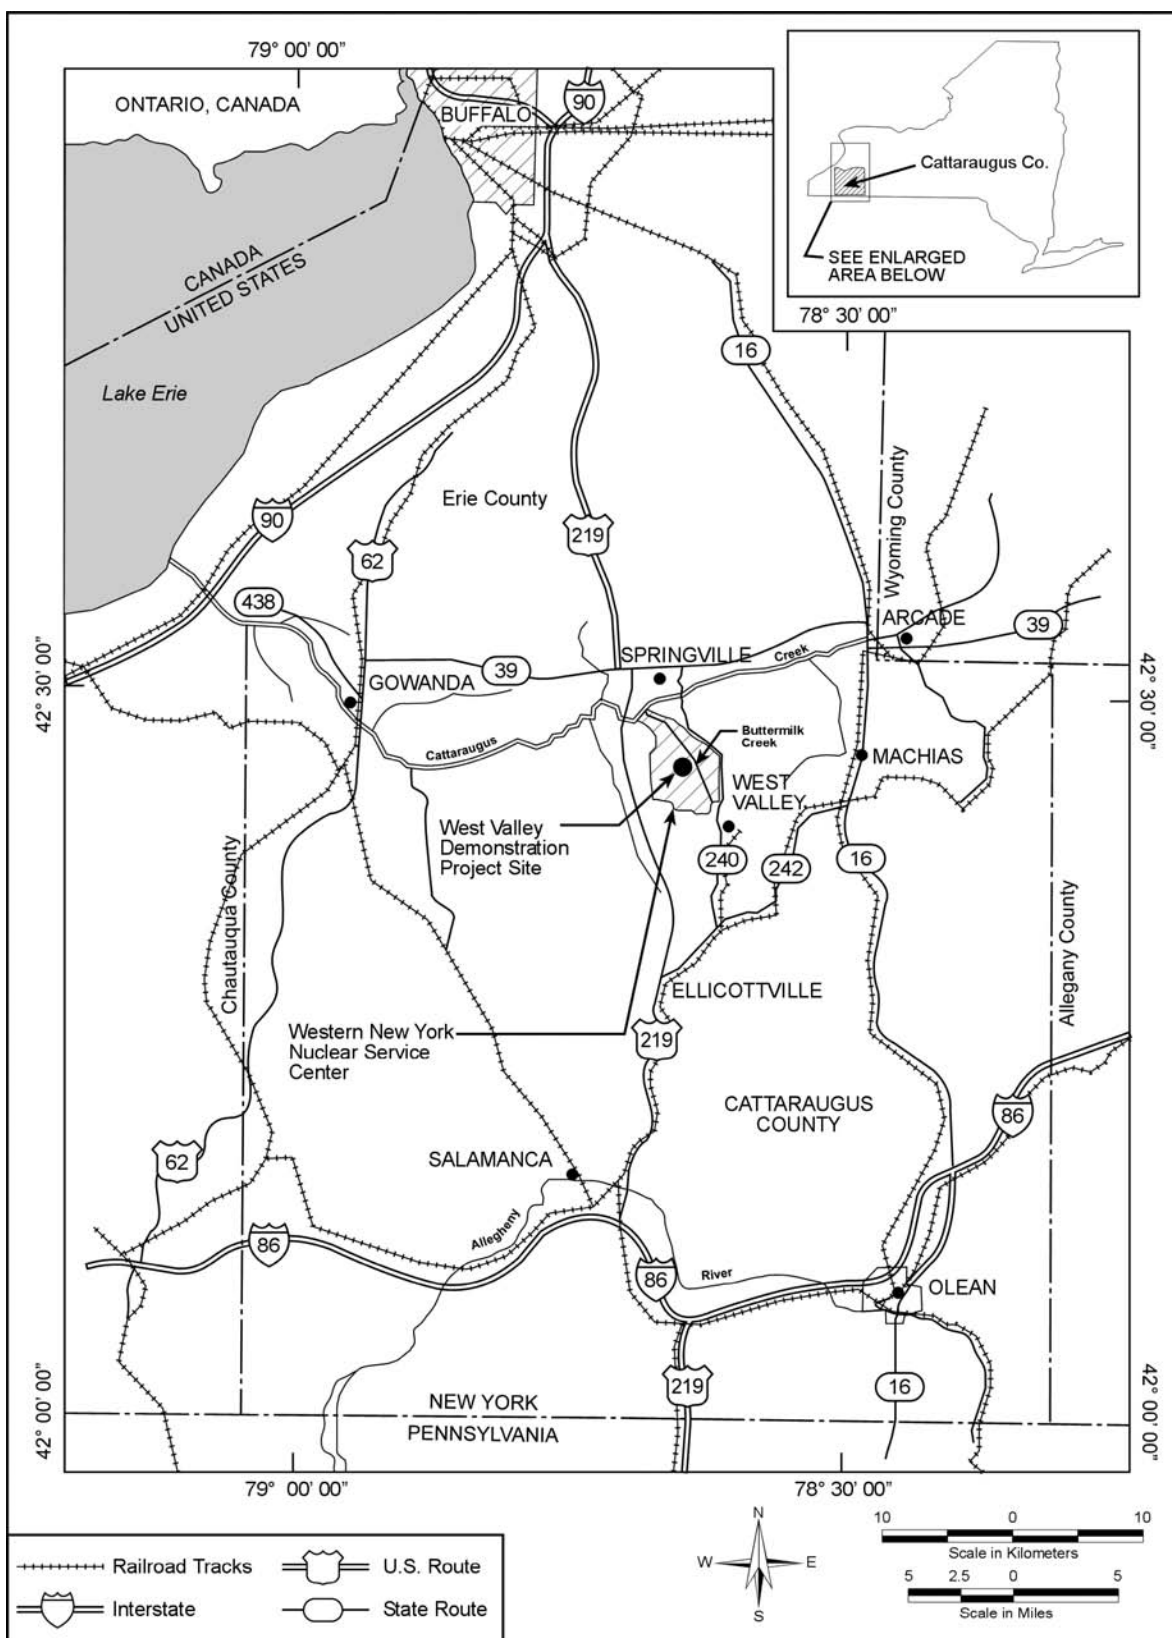 79° 00' 00"
ONTARIO, CANADA
BUFFALO
90
Cattaraugus Co.
SEE ENLARGED
AREA BELOW
CANADA
UNITED STATES
78° 30' 00"
16
Lake Erie
Erie County
90
219
62
Wyoming County
438
ARCADE
39
SPRINGVILLE
Creek
39
GOWANDA
42° 30' 00"
42° 30' 00"
Cattaraugus
Buttermilk
Creek
MACHIAS
WEST
VALLEY
West Valley
Demonstration
Project Site
240
242
16
Chautauqua County
Allegany County
ELLICOTTVILLE
Western New York
Nuclear Service
Center
219
CATTARAUGUS
COUNTY
86
62
SALAMANCA
Allegheny
86
River
86
OLEAN
219
16
42° 00' 00"
42° 00' 00"
NEW YORK
PENNSYLVANIA
79° 00' 00"
78° 30' 00"
Railroad Tracks
U.S. Route
Interstate
State Route
N
W
E
S
10
0
10
Scale in Kilometers
5
2.5
0
5
Scale in Miles